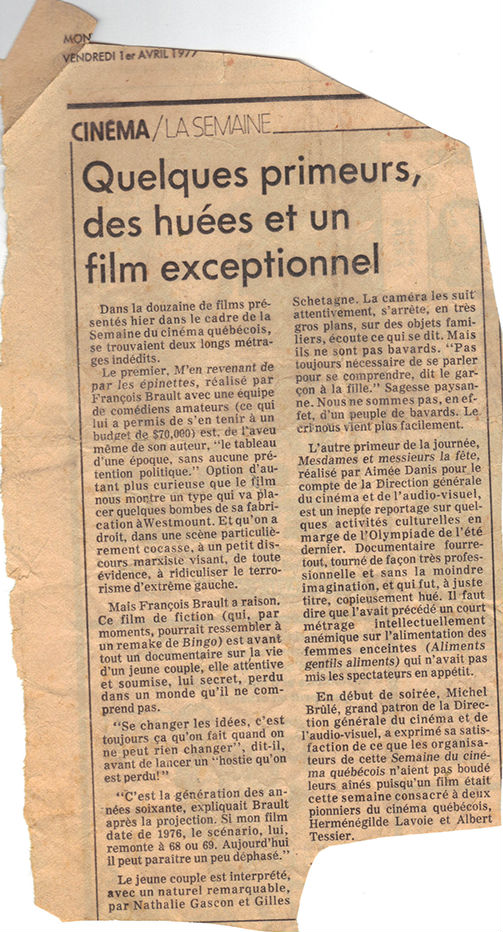 MON
VENDREDI 1er AVRIL 1977
CINÉMA/LA SEMAINE
Quelques primeurs,
des huées et un
film exceptionnel
Dans la douzaine de films pré-
sentés hier dans le cadre de la
Semaine du cinéma québécois,
se trouvaient deux longs métra-
ges indédits.
Le premier, M'en revenant de
par les épinettes, réalisé par
François Brault avec une équipe
de comédiens amateurs (ce qui
lui a permis de s'en tenir à un
budget de $70,000) est, de l'aveu
même de son auteur, "le tableau
d'une époque, sans aucune pré-
tention politique." Option d'au-
tant plus curieuse que le film
nous montre un type qui va pla-
cer quelques bombes de sa fabri-
cation à Westmount. Et qu'on a
droit, dans une scène particuliè-
rement cocasse, à un petit dis-
cours marxiste visant, de toute
évidence, à ridiculiser le terro-
risme d'extrême gauche.
Mais François Brault a raison.
Ce film de fiction (qui, par
moments, pourrait ressembler à
un remake de Bingo) est avant
tout un documentaire sur la vie
d'un jeune couple, elle attentive
et soumise, lui secret, perdu
dans un monde qu'il ne com-
prend pas.
"Se changer les idées, c'est
toujours ça qu'on fait quand on
ne peut rien changer", dit-il,
avant de lancer un "hostie qu'on
est perdu!"
"C'est la génération des an-
nées soixante, expliquait Brault
après la projection. Si mon film
date de 1976, le scénario, lui,
remonte à 68 ou 69. Aujourd'hui
il peut paraître un peu déphasé."
Le jeune couple est interprété,
avec un naturel remarquable,
par Nathalie Gascon et Gilles
Schetagne. La caméra les suit
attentivement, s'arrête, en très
gros plans, sur des objets fami-
liers, écoute ce qui se dit. Mais
ils ne sont pas bavards. "Pas
toujours nécessaire de se parler
pour se comprendre, dit le gar-
çon à la fille." Sagesse paysan-
ne. Nous ne sommes pas, en ef-
fet, d'un peuple de bavards. Le
cri nous vient plus facilement.
L'autre primeur de la journée,
Mesdames et messieurs la fête,
réalisé par Aimée Danis pour le
compte de la Direction générale
du cinéma et de l'audio-visuel,
est un inepte reportage sur quel-
ques activités culturelles en
marge de l'Olympiade de l'été
dernier. Documentaire fourre-
tout, tourné de façon très profes-
sionnelle et sans la moindre
imagination, et qui fut, à juste
titre, copieusement hué. Il faut
dire que l'avait précédé un court
métrage intellectuellement
anémique sur l'alimentation des
femmes enceintes (Aliments
gentils aliments) qui n'avait pas
mis les spectateurs en appétit.
En début de soirée, Michel
Brûlé, grand patron de la Direc-
tion générale du cinéma et de
l'audio-visuel, a exprimé sa satis-
faction de ce que les organisa-
teurs de cette Semaine du ciné-
ma québécois n'aient pas boudé
leurs ainés puisqu'un film était
cette semaine consacré à deux
pionniers du cinéma québécois,
Herménégilde Lavoie et Albert
Tessier.